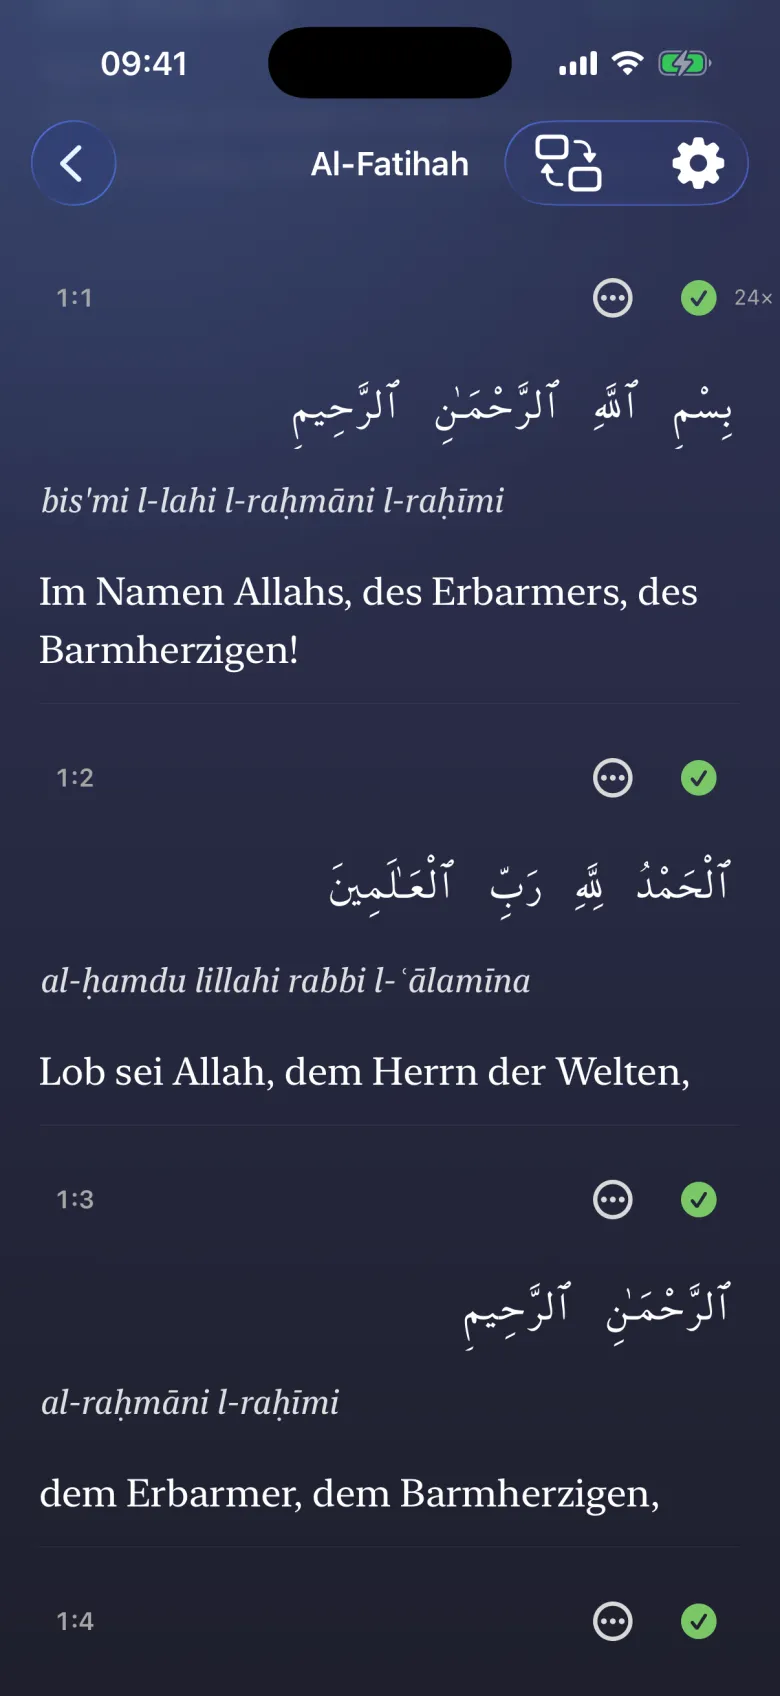 09:41
Al-Fatihah
1:1
24×
بِسْمِ ٱللَّهِ ٱلرَّحْمَـٰنِ ٱلرَّحِيمِ
bis'mi l-lahi l-raḥmāni l-raḥīmi
Im Namen Allahs, des Erbarmers, des
Barmherzigen!
1:2
ٱلْحَمْدُ لِلَّهِ رَبِّ ٱلْعَـٰلَمِينَ
al-ḥamdu lillahi rabbi l-ʿālamīna
Lob sei Allah, dem Herrn der Welten,
1:3
ٱلرَّحْمَـٰنِ ٱلرَّحِيمِ
al-raḥmāni l-raḥīmi
dem Erbarmer, dem Barmherzigen,
1:4